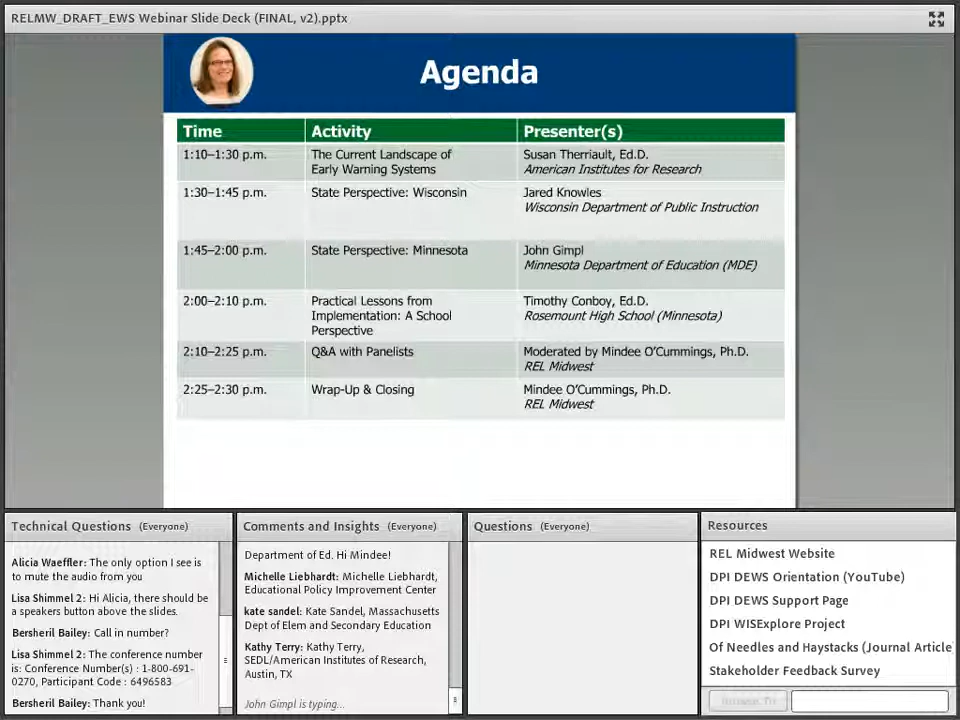 RELMW_DRAFT_EWS Webinar Slide Deck (FINAL, v2).pptx
Agenda
Time Activity Presenter(s)
1:10–1:30 p.m. The Current Landscape of Susan Therriault, Ed.D.
Early Warning Systems American Institutes for Research
1:30–1:45 p.m. State Perspective: Wisconsin Jared Knowles
Wisconsin Department of Public Instruction
1:45–2:00 p.m. State Perspective: Minnesota John Gimpl
Minnesota Department of Education (MDE)
2:00–2:10 p.m. Practical Lessons from Timothy Conboy, Ed.D.
Implementation: A School Rosemount High School (Minnesota)
Perspective
2:10–2:25 p.m. Q&A with Panelists Moderated by Mindee O'Cummings, Ph.D.
REL Midwest
2:25–2:30 p.m. Wrap-Up & Closing Mindee O'Cummings, Ph.D.
REL Midwest
Technical Questions (Everyone)
Alicia Waeffler: The only option I see is
to mute the audio from you
Lisa Shimmel 2: Hi Alicia, there should be
a speakers button above the slides.
Bersheril Bailey: Call in number?
Lisa Shimmel 2: The conference number
is: Conference Number(s) : 1-800-691-
0270, Participant Code : 6496583
Bersheril Bailey: Thank you!
Comments and Insights (Everyone)
Department of Ed. Hi Mindee!
Michelle Liebhardt: Michelle Liebhardt,
Educational Policy Improvement Center
kate sandel: Kate Sandel, Massachusetts
Dept of Elem and Secondary Education
Kathy Terry: Kathy Terry,
SEDL/American Institutes of Research,
Austin, TX
John Gimpl is typing...
Questions (Everyone)
Resources
REL Midwest Website
DPI DEWS Orientation (YouTube)
DPI DEWS Support Page
DPI WISExplore Project
Of Needles and Haystacks (Journal Article
Stakeholder Feedback Survey
Browse To